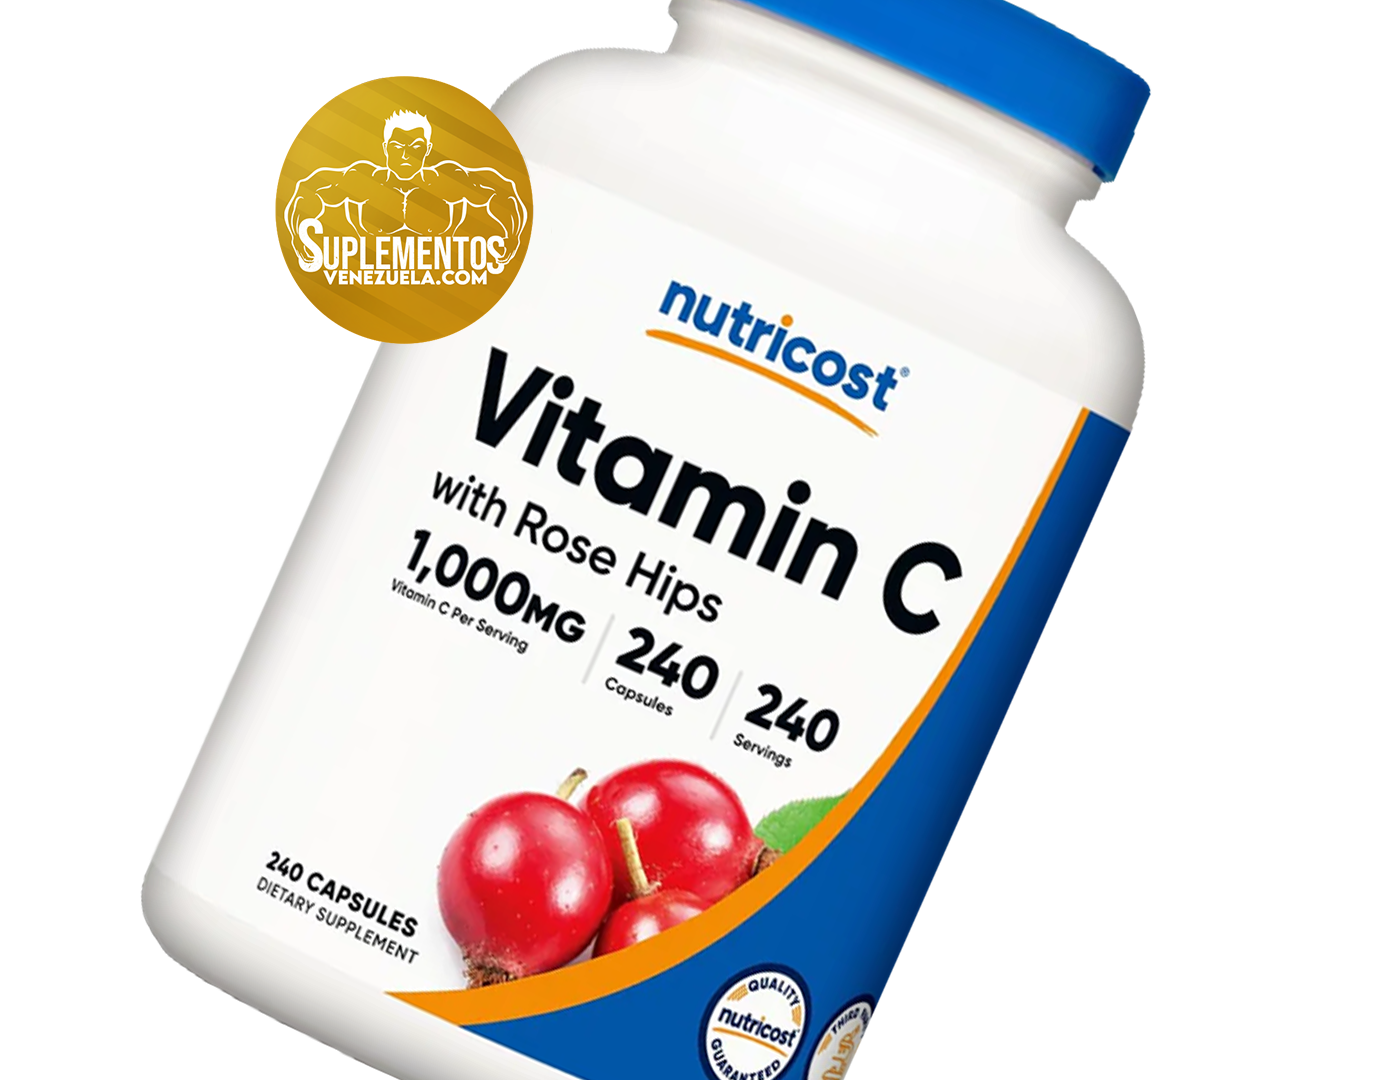 SUPLEMENTOS
VENEZUELA.COM
nutricost®
Vitamin C
with Rose Hips
1,000MG
Vitamin C Per Serving
240
Capsules
240
Servings
240 CAPSULES
DIETARY SUPPLEMENT
QUALITY
nutricost
GUARANTEED
THIRD